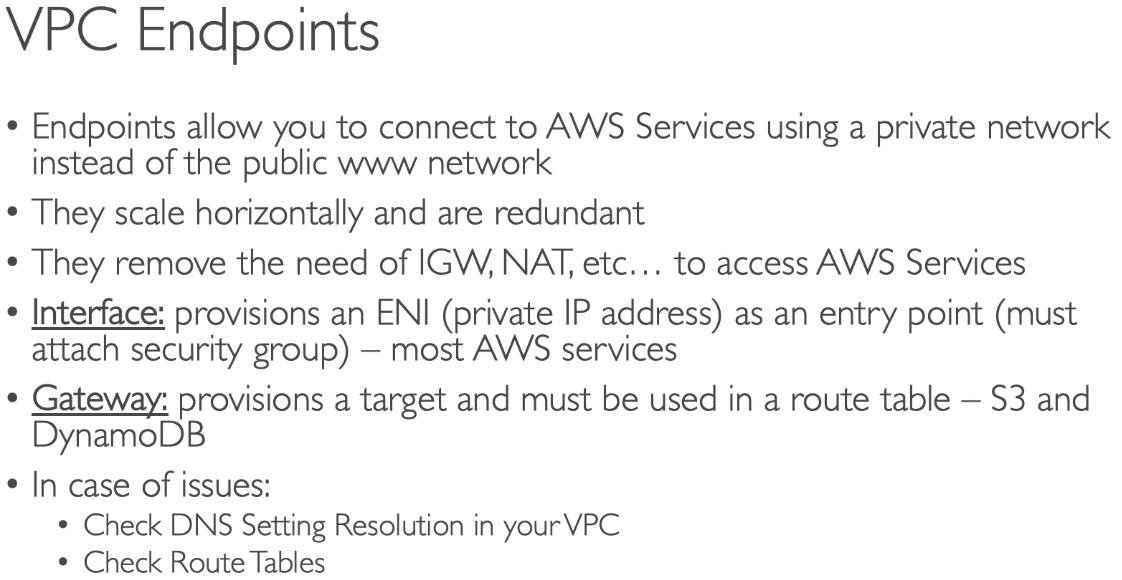 VPC Endpoints
• Endpoints allow you to connect to AWS Services using a private network
instead of the public www network
• They scale horizontally and are redundant
• They remove the need of IGW, NAT, etc… to access AWS Services
• Interface: provisions an ENI (private IP address) as an entry point (must
attach security group) – most AWS services
• Gateway: provisions a target and must be used in a route table – S3 and
DynamoDB
• In case of issues:
• Check DNS Setting Resolution in your VPC
• Check Route Tables